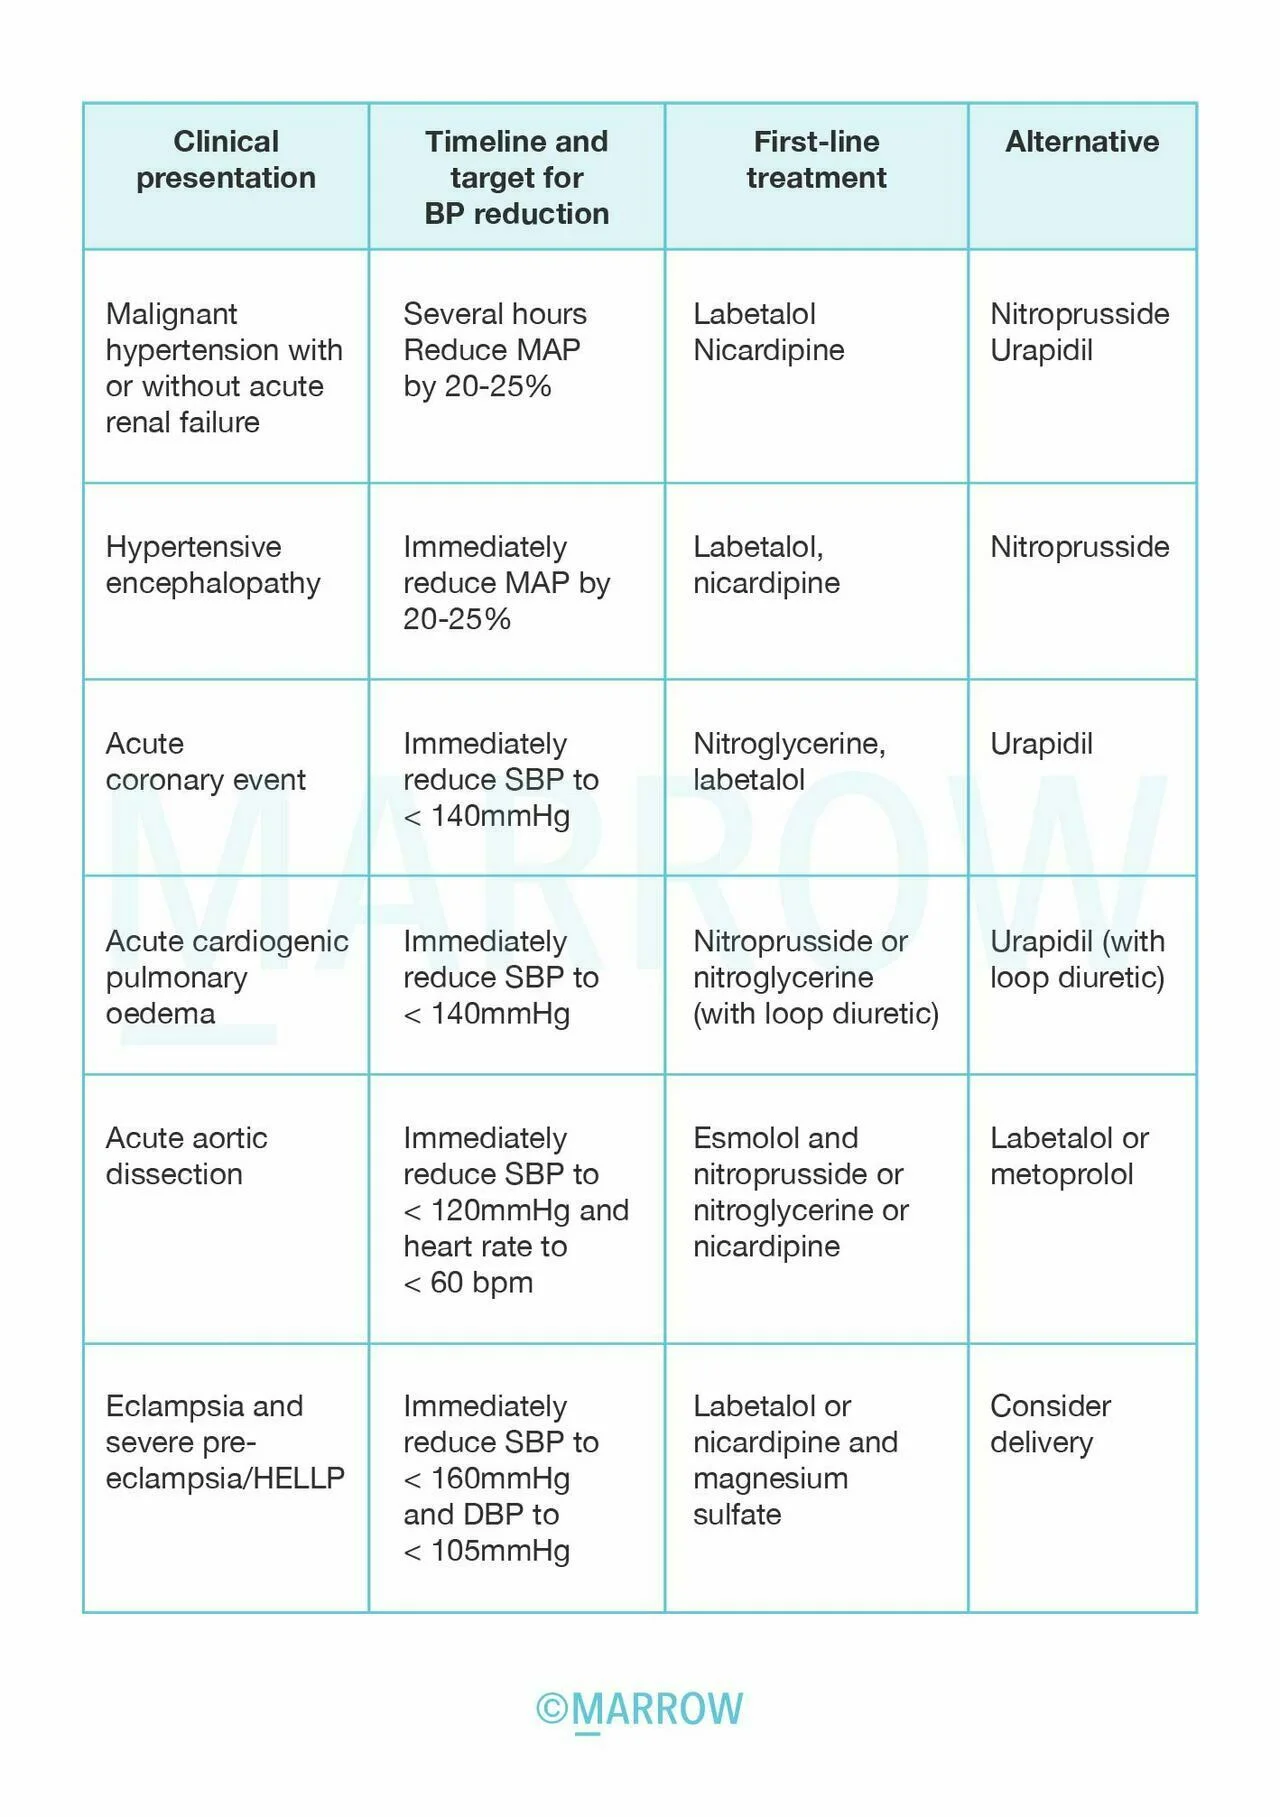 Clinical
presentation
Timeline and
target for
BP reduction
First-line
treatment
Alternative
Malignant
hypertension with
or without acute
renal failure
Several hours
Reduce MAP
by 20-25%
Labetalol
Nicardipine
Nitroprusside
Urapidil
Hypertensive
encephalopathy
Immediately
reduce MAP by
20-25%
Labetalol,
nicardipine
Nitroprusside
Acute
coronary event
Immediately
reduce SBP to
< 140mmHg
Nitroglycerine,
labetalol
Urapidil
Acute cardiogenic
pulmonary
oedema
Immediately
reduce SBP to
< 140mmHg
Nitroprusside or
nitroglycerine
(with loop diuretic)
Urapidil (with
loop diuretic)
Acute aortic
dissection
Immediately
reduce SBP to
< 120mmHg and
heart rate to
< 60 bpm
Esmolol and
nitroprusside or
nitroglycerine or
nicardipine
Labetalol or
metoprolol
Eclampsia and
severe pre-
eclampsia/HELLP
Immediately
reduce SBP to
< 160mmHg
and DBP to
< 105mmHg
Labetalol or
nicardipine and
magnesium
sulfate
Consider
delivery
MARROW
©MARROW